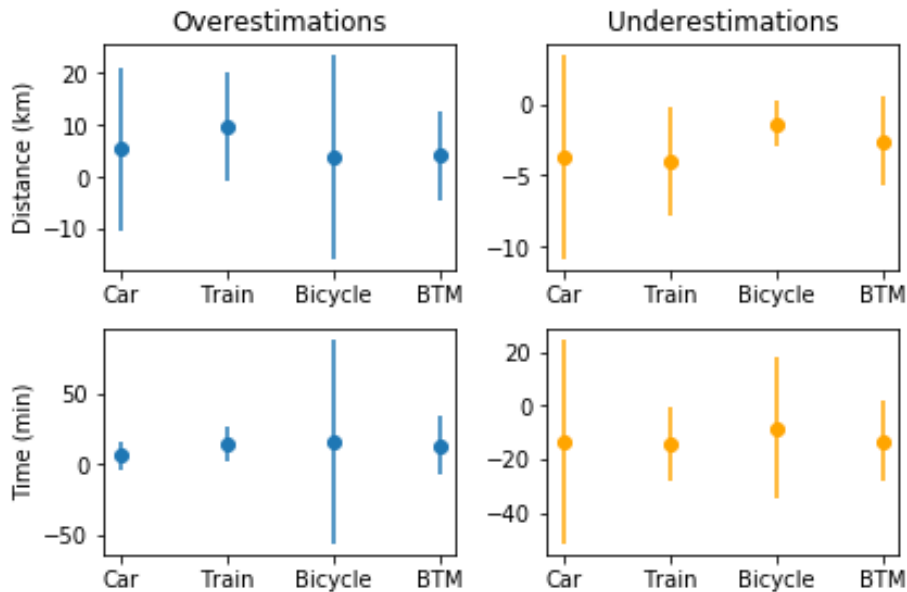 Overestimations
Underestimations
Distance (km)
20
10
0
−10
Car Train Bicycle BTM
0
−5
−10
Car Train Bicycle BTM
Time (min)
50
0
−50
Car Train Bicycle BTM
20
0
−20
−40
Car Train Bicycle BTM